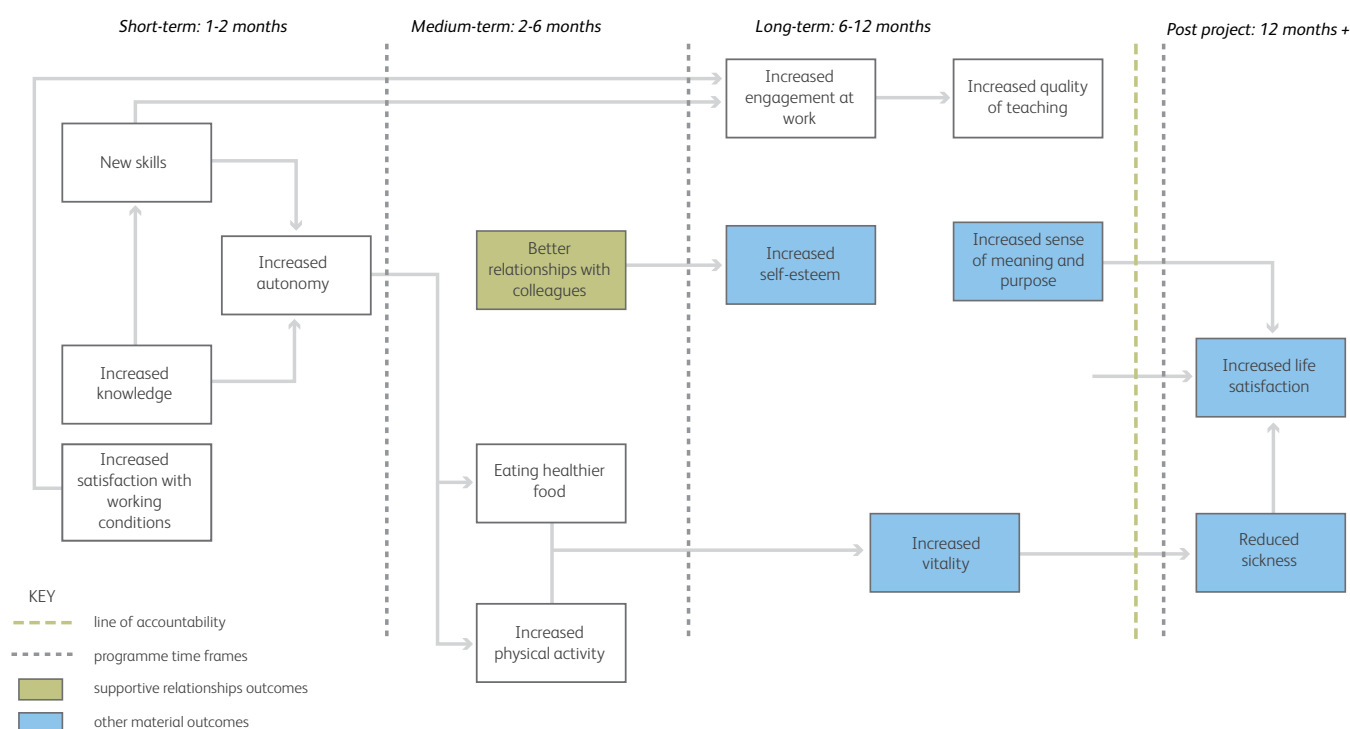 Short-term: 1-2 months
Medium-term: 2-6 months
Long-term: 6-12 months
Post project: 12 months +
Increased
engagement at
work
Increased quality
of teaching
New skills
Increased
autonomy
Better
relationships with
colleagues
Increased
self-esteem
Increased sense
of meaning and
purpose
Increased
knowledge
Increased life
satisfaction
Increased
satisfaction with
working
conditions
Eating healthier
food
Increased
vitality
Reduced
sickness
Increased
physical activity
KEY
line of accountability
programme time frames
supportive relationships outcomes
other material outcomes